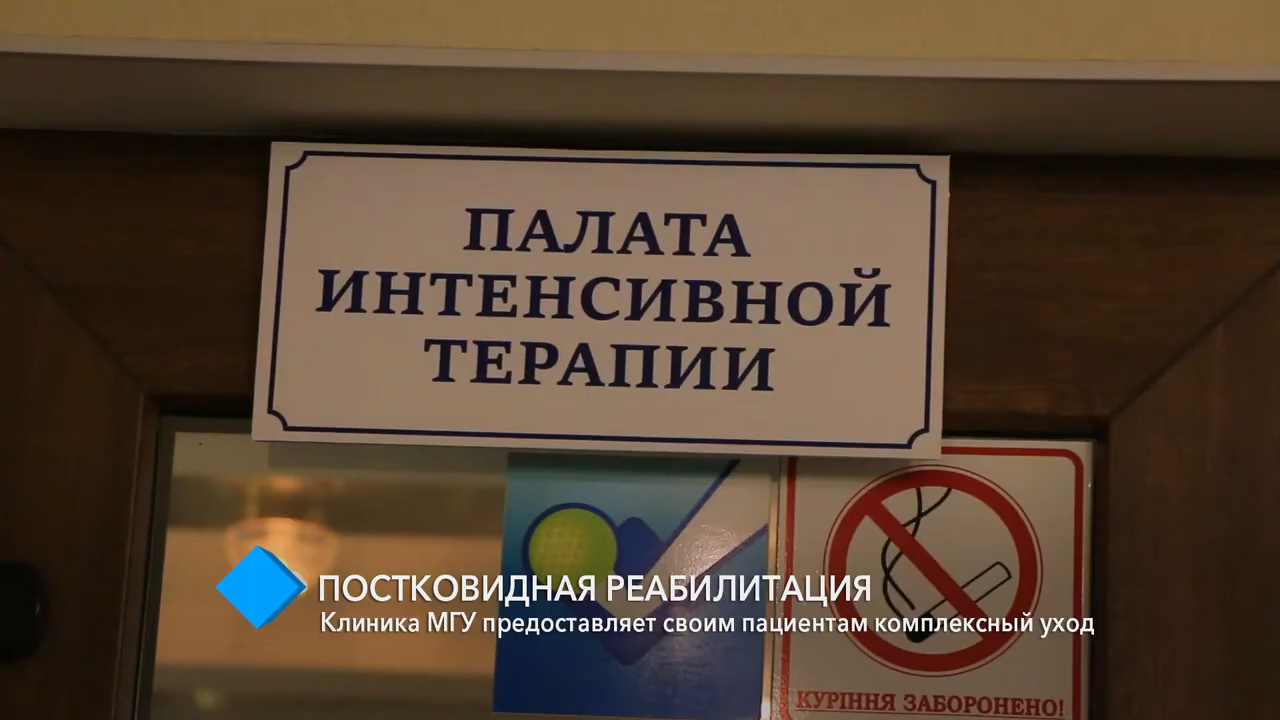 ПАЛАТА
ИНТЕНСИВНОЙ
ТЕРАПИИ
ПОСТКОВИДНАЯ РЕАБИЛИТАЦИЯ
Клиника МГУ предоставляет своим пациентам комплексный уход
КУРІННЯ ЗАБОРОНЕНО!